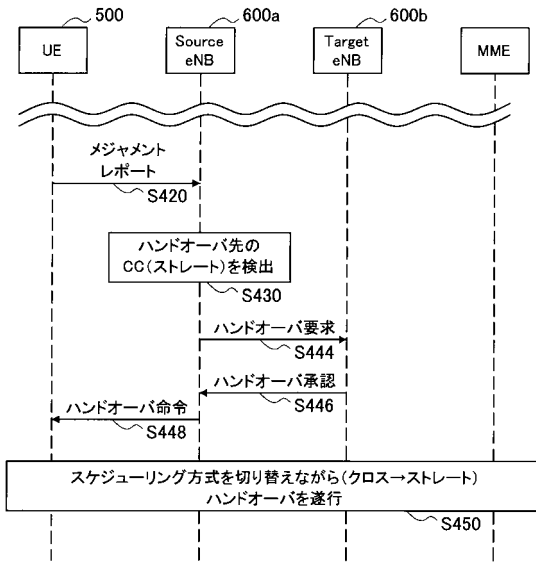 500
600a
600b
UE
Source
eNB
Target
eNB
MME
メジャメント
レポート
S420
ハンドオーバ先の
CC(ストレート)を検出
S430
ハンドオーバ要求
S444
ハンドオーバ承認
S446
ハンドオーバ命令
S448
スケジューリング方式を切り替えながら(クロス→ストレート)
ハンドオーバを遂行
S450